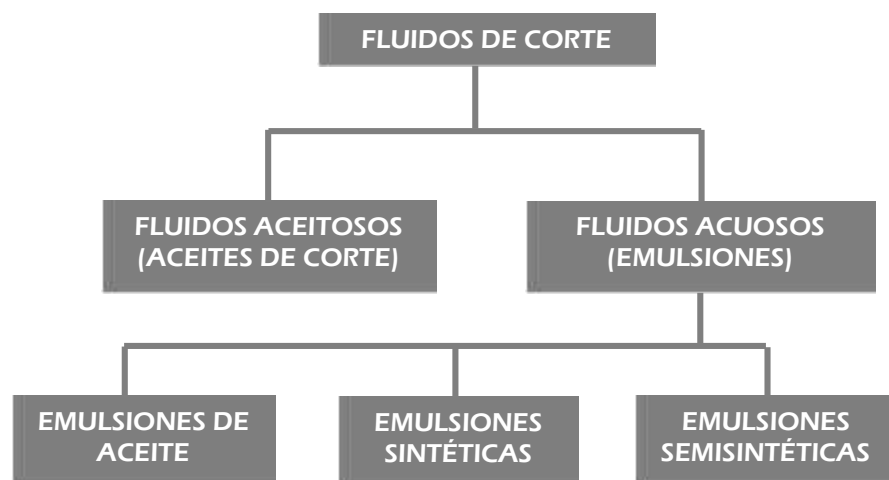 FLUIDOS DE CORTE
FLUIDOS ACEITOSOS
(ACEITES DE CORTE)
FLUIDOS ACUOSOS
(EMULSIONES)
EMULSIONES DE
ACEITE
EMULSIONES
SINTÉTICAS
EMULSIONES
SEMISINTÉTICAS